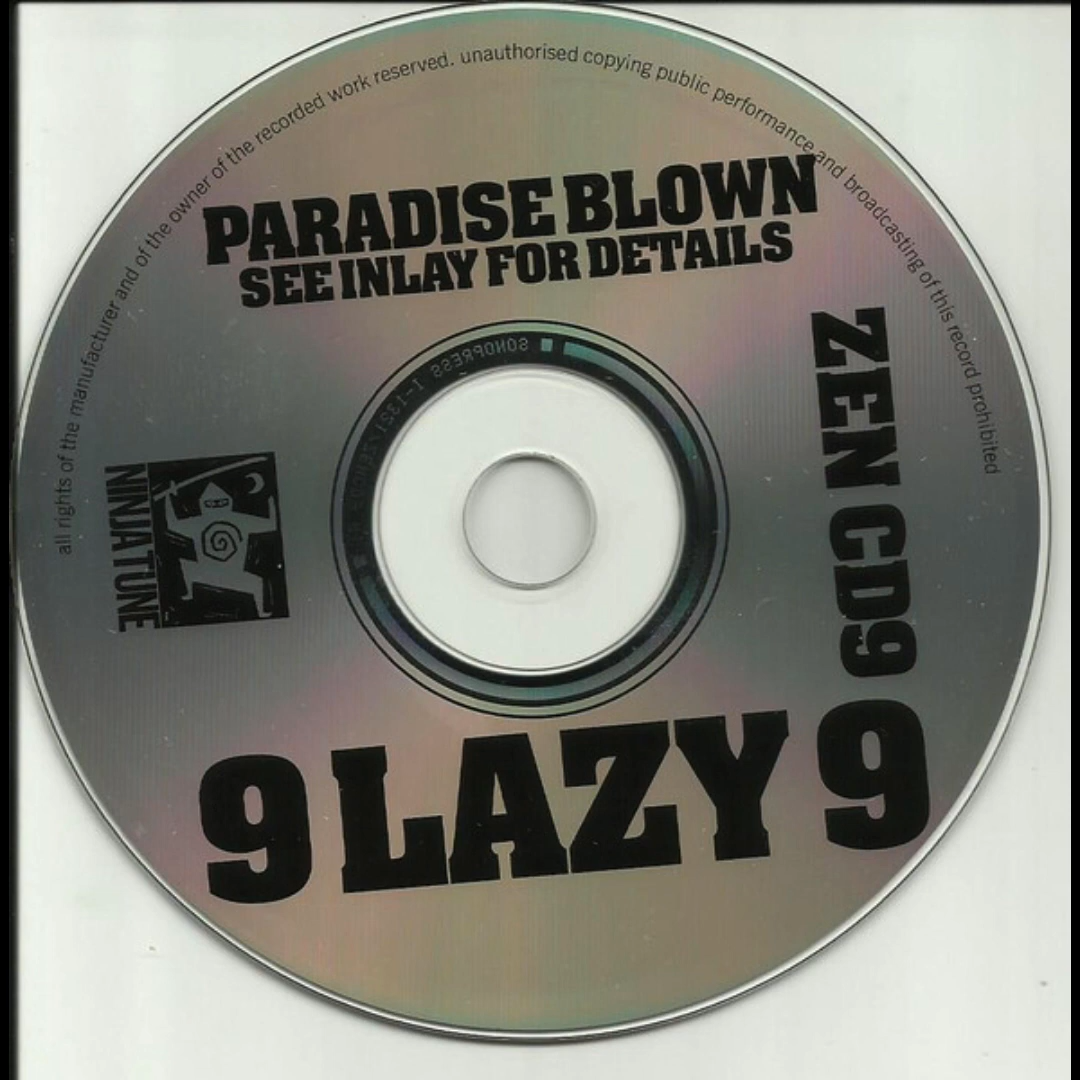 all rights of the manufacturer and of the owner of the recorded work reserved. unauthorised copying public performance and broadcasting of this record prohibited
PARADISE BLOWN
SEE INLAY FOR DETAILS
ZEN CD9
SONOPRESS
NINJA TUNE
9 LAZY 9